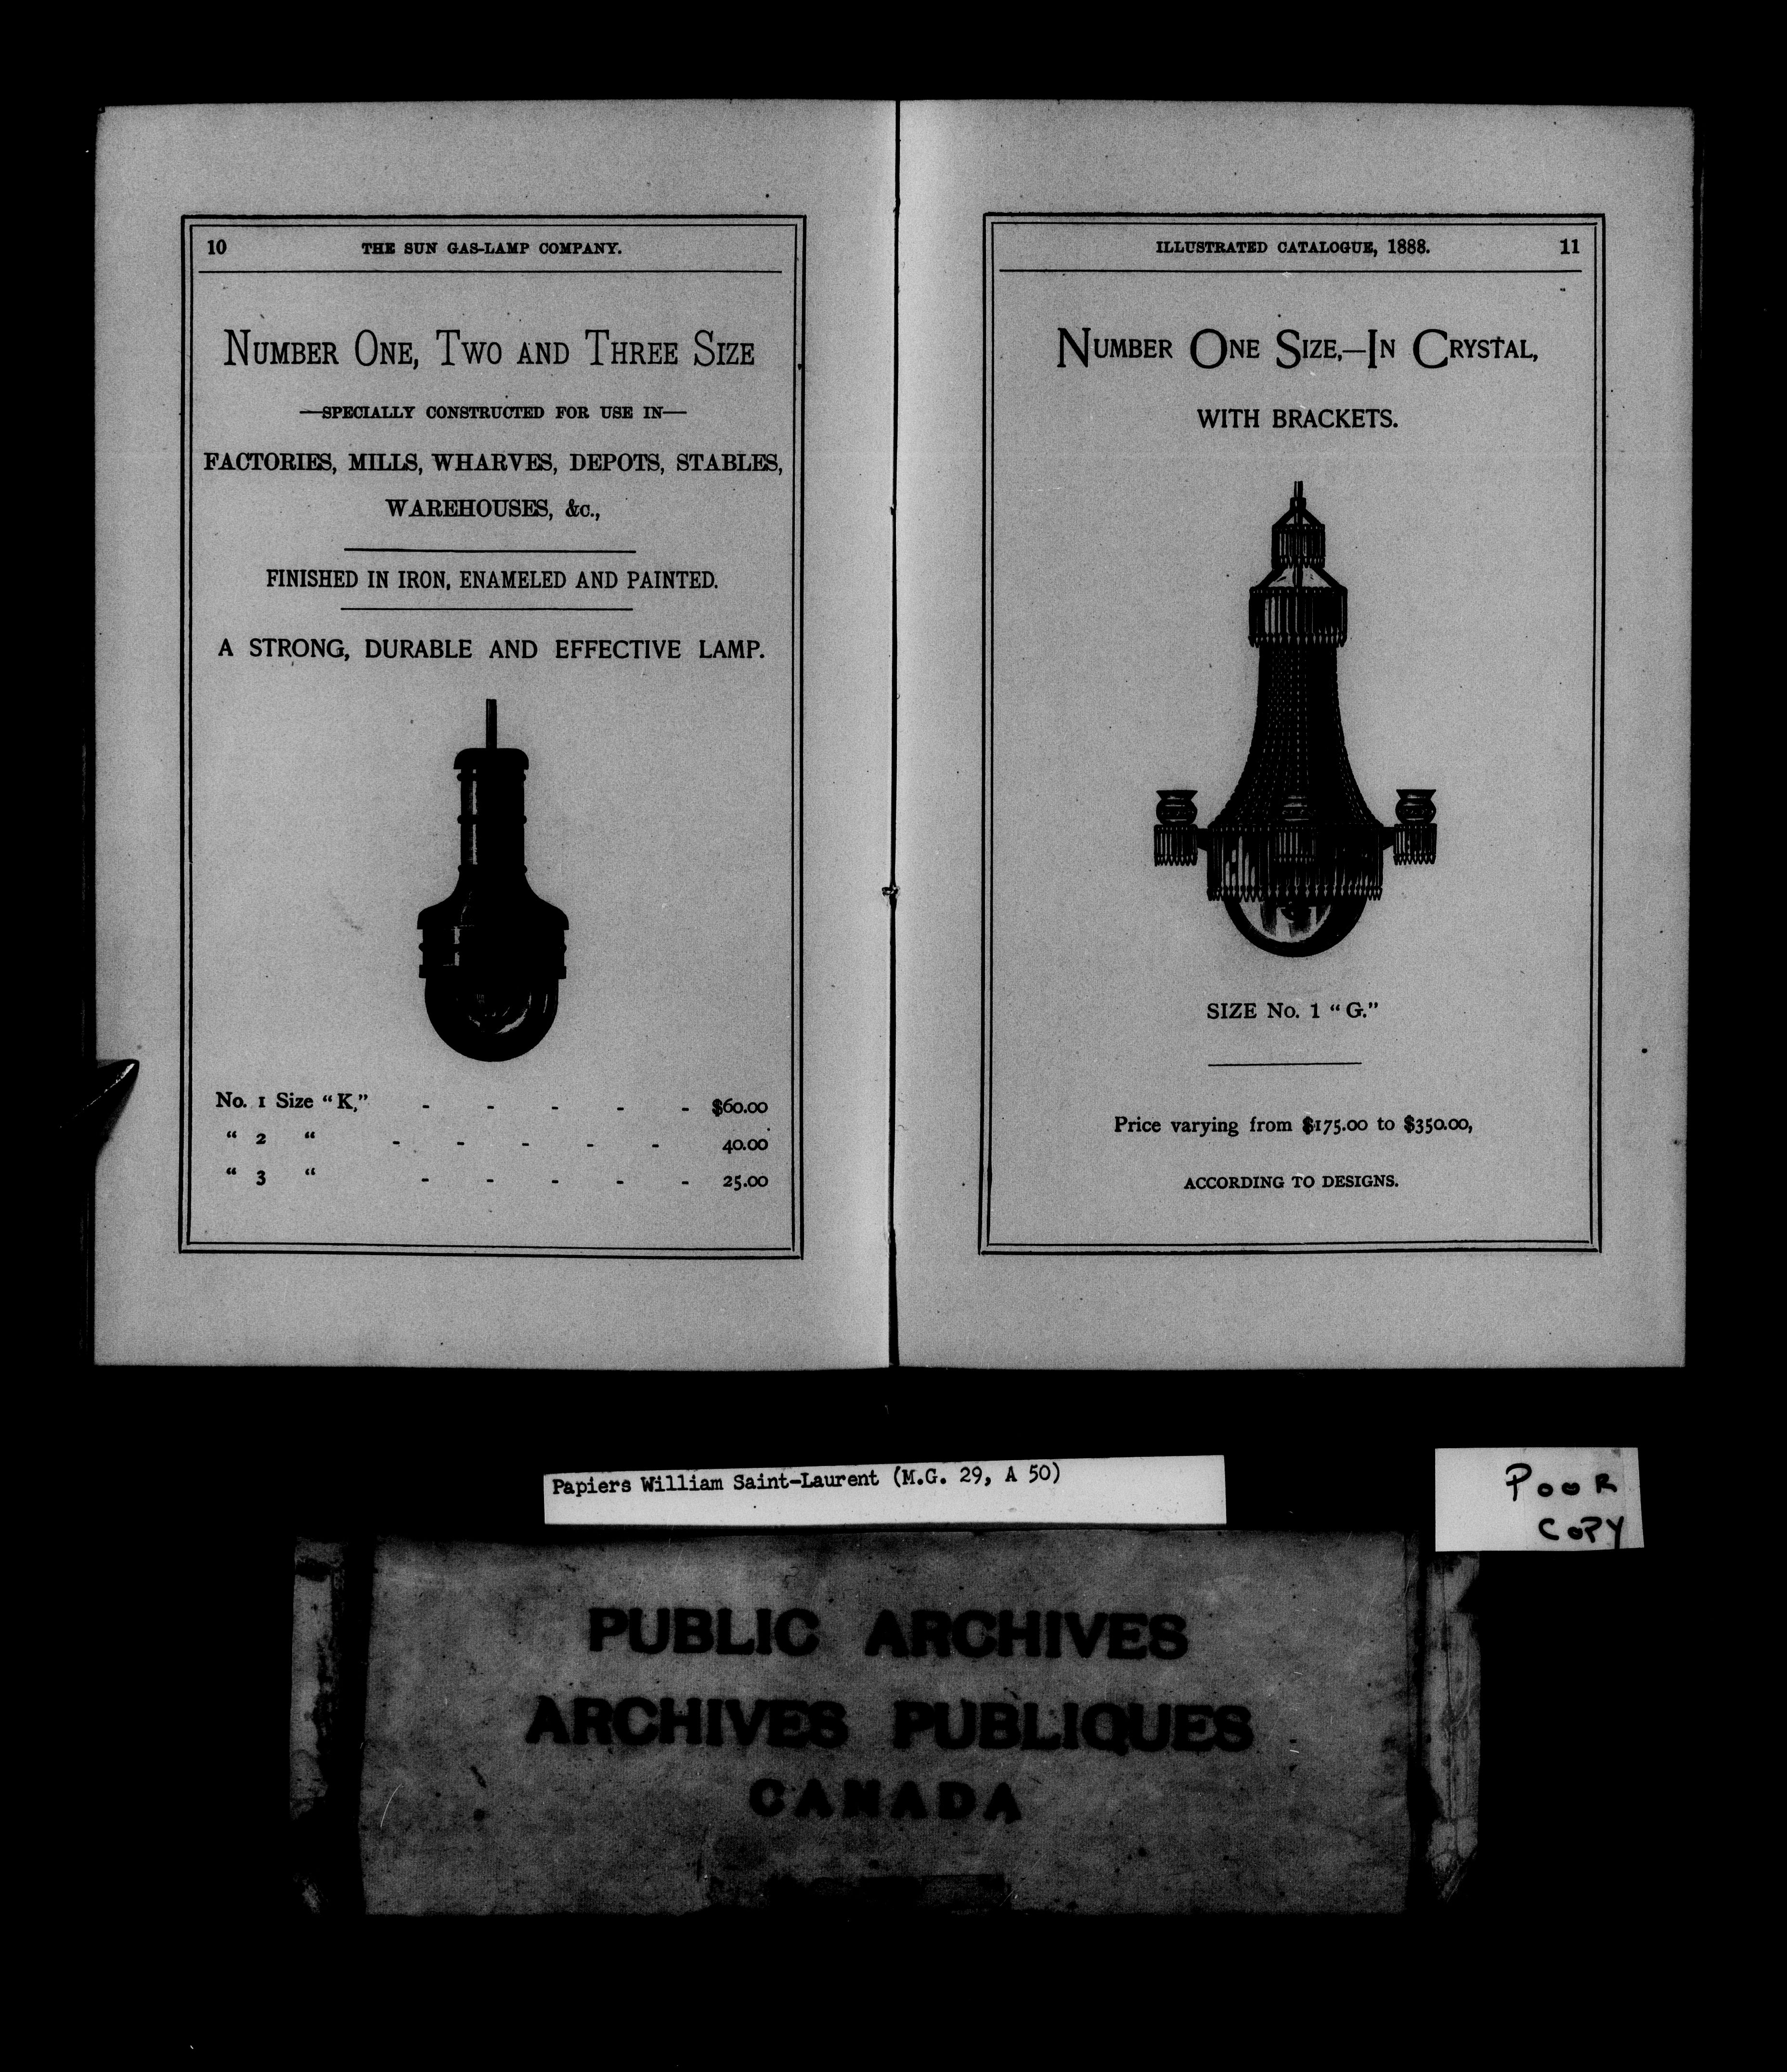 10 THE SUN GAS-LAMP COMPANY.
NUMBER ONE, TWO AND THREE SIZE
—SPECIALLY CONSTRUCTED FOR USE IN—
FACTORIES, MILLS, WHARVES, DEPOTS, STABLES,
WAREHOUSES, &c.,
FINISHED IN IRON, ENAMELED AND PAINTED.
A STRONG, DURABLE AND EFFECTIVE LAMP.
No. 1 Size “K,” - - - - - $60.00
“ 2 “ - - - - - 40.00
“ 3 “ - - - - - 25.00
ILLUSTRATED CATALOGUE, 1888. 11
NUMBER ONE SIZE,—IN CRYSTAL,
WITH BRACKETS.
SIZE No. 1 “G.”
Price varying from $175.00 to $350.00,
ACCORDING TO DESIGNS.
Papiers William Saint-Laurent (M.G. 29, A 50)
POOR
COPY
PUBLIC ARCHIVES
ARCHIVES PUBLIQUES
CANADA